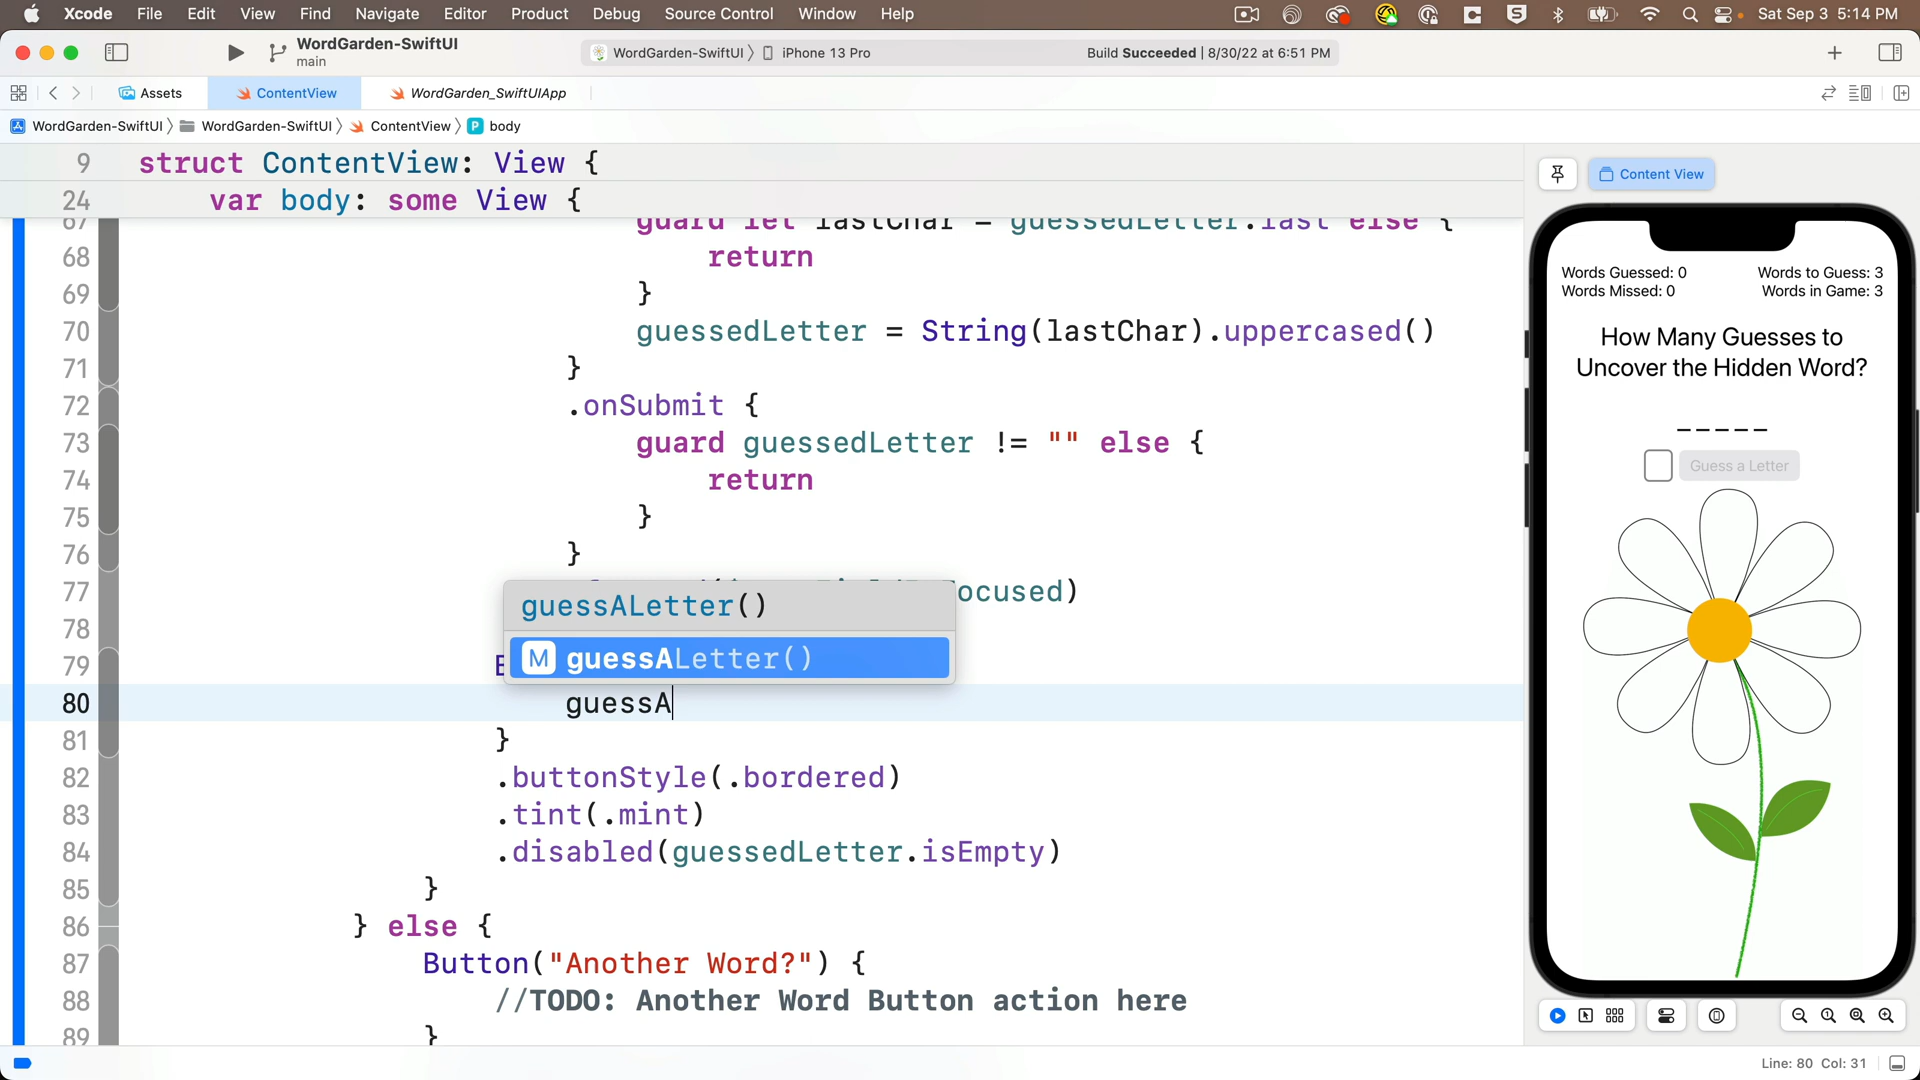 Xcode File Edit View Find Navigate Editor Product Debug Source Control Window Help Sat Sep 3 5:14 PM
WordGarden-SwiftUI
main
WordGarden-SwiftUI iPhone 13 Pro Build Succeeded | 8/30/22 at 6:51 PM
Assets ContentView WordGarden_SwiftUIApp
WordGarden-SwiftUI WordGarden-SwiftUI ContentView P body
9 struct ContentView: View {
24 var body: some View {
67 guard let lastChar = guessedLetter.last else {
68 return
69 }
70 guessedLetter = String(lastChar).uppercased()
71 }
72 .onSubmit {
73 guard guessedLetter != "" else {
74 return
75 }
76 }
77 ocused)
78
79
guessALetter()
M guessALetter()
80 guessA
81 }
82 .buttonStyle(.bordered)
83 .tint(.mint)
84 .disabled(guessedLetter.isEmpty)
85 }
86 } else {
87 Button("Another Word?") {
88 //TODO: Another Word Button action here
89 }
Content View
Words Guessed: 0 Words to Guess: 3
Words Missed: 0 Words in Game: 3
How Many Guesses to
Uncover the Hidden Word?
_ _ _ _ _
Guess a Letter
Line: 80 Col: 31